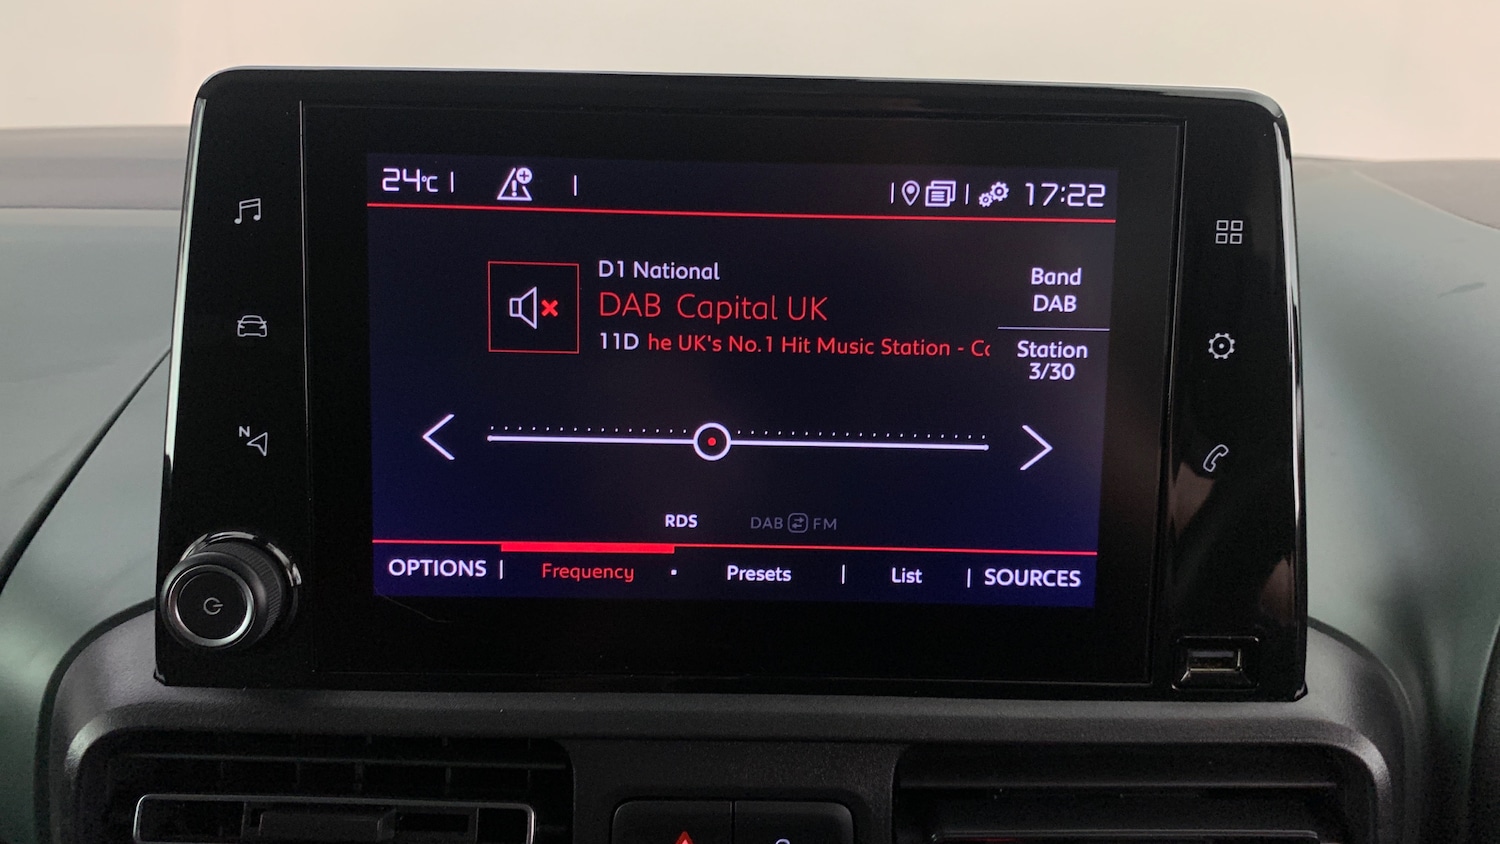 24°C
17:22
D1 National
DAB Capital UK
11D he UK's No.1 Hit Music Station - Co
Band
DAB
Station
3/30
N
RDS
DAB FM
OPTIONS Frequency Presets List SOURCES